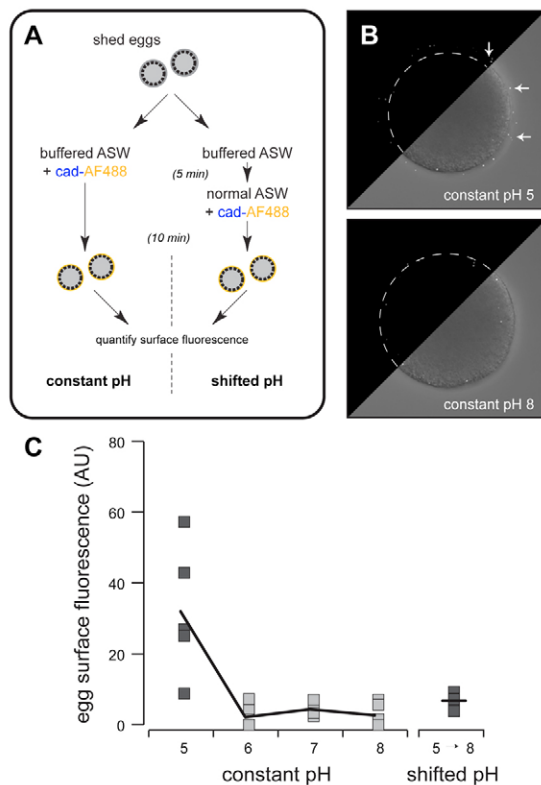 A
shed eggs
buffered ASW
+ cad-AF488
buffered ASW
(5 min)
normal ASW
+ cad-AF488
(10 min)
quantify surface fluorescence
constant pH
shifted pH
B
constant pH 5
constant pH 8
C
egg surface fluorescence (AU)
80
60
40
20
0
5 6 7 8
5 → 8
constant pH
shifted pH